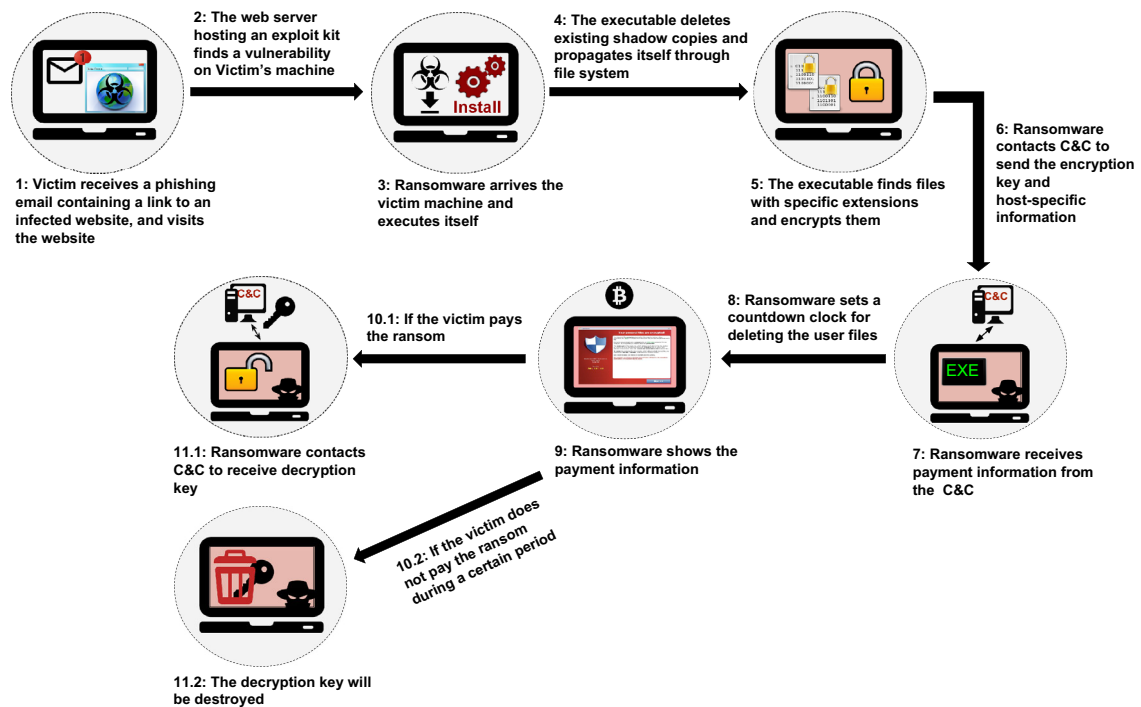 2: The web server
hosting an exploit kit
finds a vulnerability
on Victim's machine
4: The executable deletes
existing shadow copies and
propagates itself through
file system
1
Install
1: Victim receives a phishing
email containing a link to an
infected website, and visits
the website
3: Ransomware arrives the
victim machine and
executes itself
5: The executable finds files
with specific extensions
and encrypts them
6: Ransomware
contacts C&C to
send the encryption
key and
host-specific
information
C&C
10.1: If the victim pays
the ransom
8: Ransomware sets a
countdown clock for
deleting the user files
C&C
EXE
11.1: Ransomware contacts
C&C to receive decryption
key
9: Ransomware shows the
payment information
7: Ransomware receives
payment information from
the  C&C
10.2: If the victim does
not pay the ransom
during a certain period
11.2: The decryption key will
be destroyed